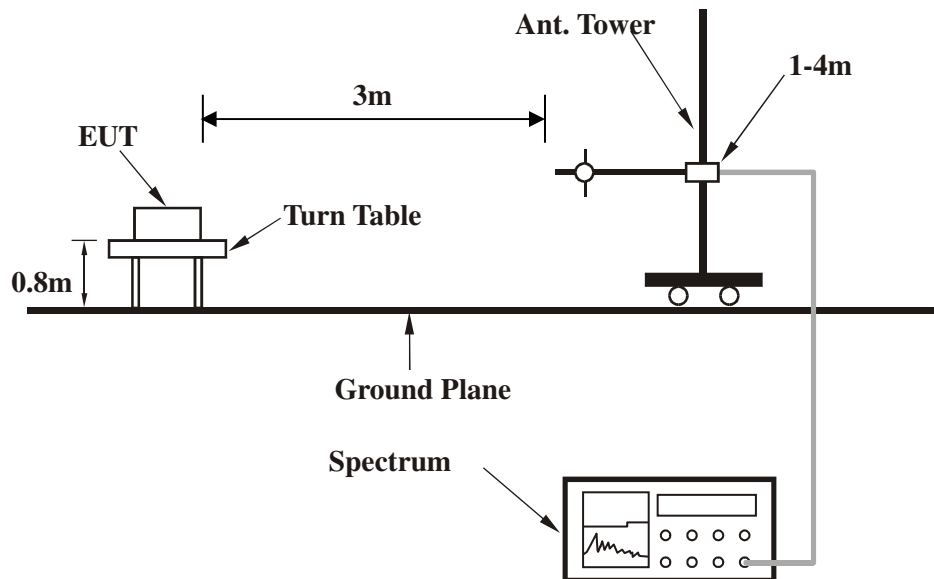 Ant. Tower
1-4m
3m
EUT
Turn Table
0.8m
Ground Plane
Spectrum